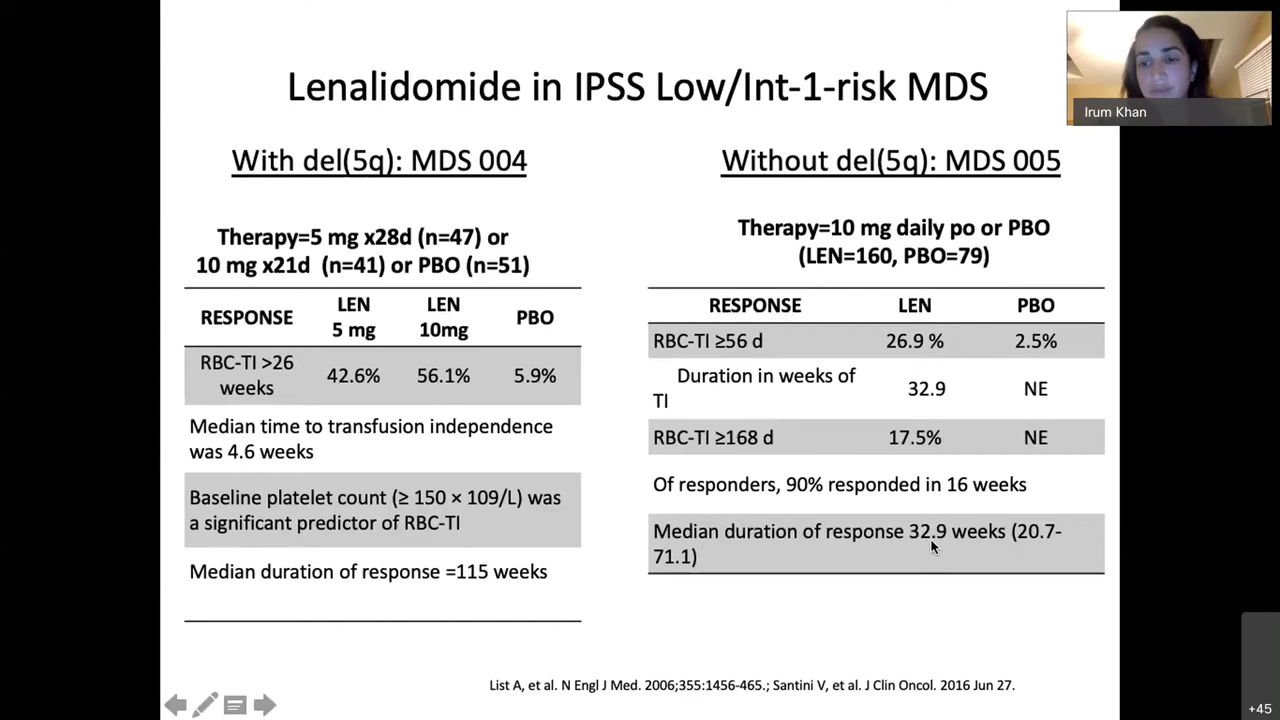 Lenalidomide in IPSS Low/Int-1-risk MDS
Irum Khan
With del(5q): MDS 004
Therapy=5 mg x28d (n=47) or
10 mg x21d (n=41) or PBO (n=51)
RESPONSE LEN 5 mg LEN 10mg PBO
RBC-TI >26 weeks 42.6% 56.1% 5.9%
Median time to transfusion independence
was 4.6 weeks
Baseline platelet count (≥ 150 × 109/L) was
a significant predictor of RBC-TI
Median duration of response =115 weeks
Without del(5q): MDS 005
Therapy=10 mg daily po or PBO
(LEN=160, PBO=79)
RESPONSE LEN PBO
RBC-TI ≥56 d 26.9 % 2.5%
Duration in weeks of TI 32.9 NE
RBC-TI ≥168 d 17.5% NE
Of responders, 90% responded in 16 weeks
Median duration of response 32.9 weeks (20.7-
71.1)
List A, et al. N Engl J Med. 2006;355:1456-465.; Santini V, et al. J Clin Oncol. 2016 Jun 27.
+45